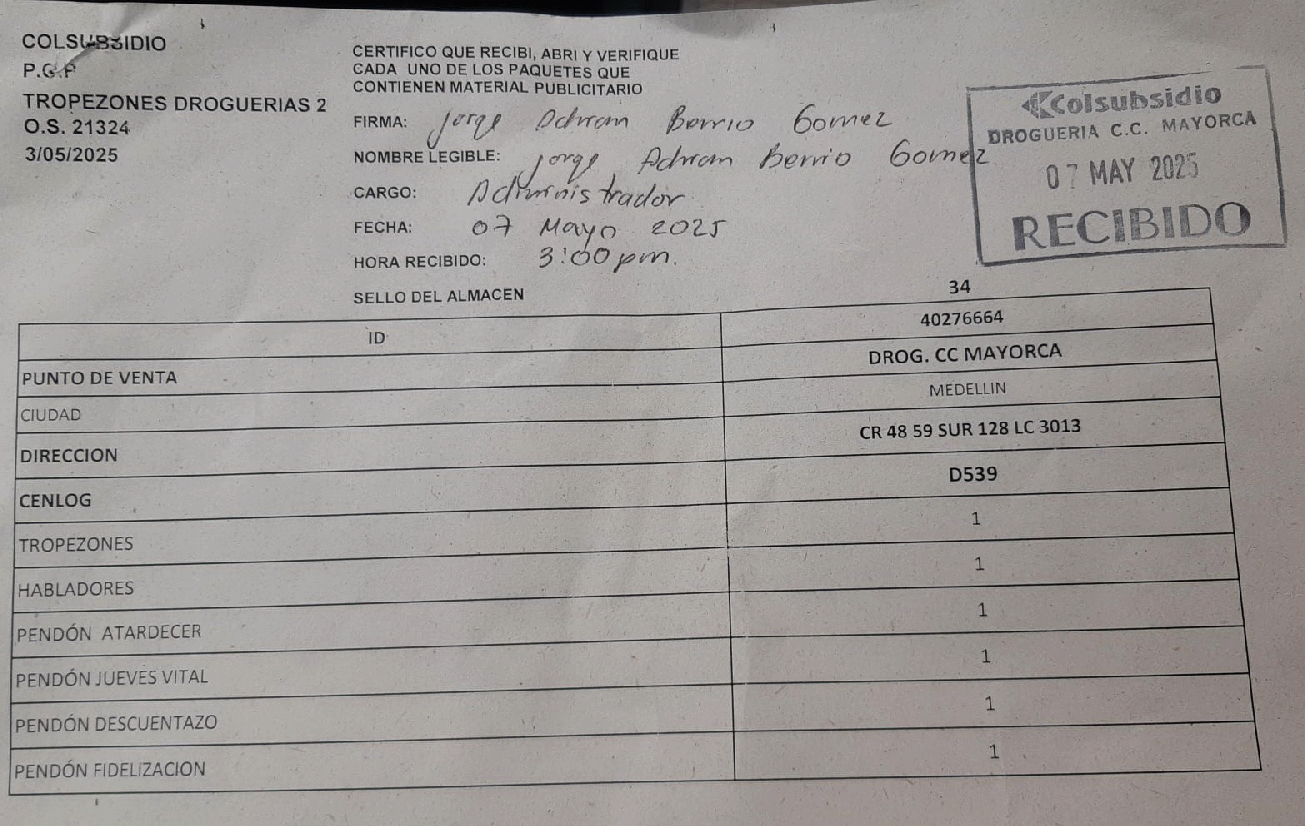 COLSUBSIDIO
P.G.P
TROPEZONES DROGUERIAS 2
O.S. 21324
3/05/2025
CERTIFICO QUE RECIBI, ABRI Y VERIFIQUE
CADA UNO DE LOS PAQUETES QUE
CONTIENEN MATERIAL PUBLICITARIO
FIRMA: Jorge Adrian Berrio Gomez
NOMBRE LEGIBLE: Jorge Adrian Berrio Gomez
CARGO: Administrador
FECHA: 07 Mayo 2025
HORA RECIBIDO: 3:00 pm.
SELLO DEL ALMACEN
Colsubsidio
DROGUERIA C.C. MAYORCA
07 MAY 2025
RECIBIDO
34
ID 40276664
PUNTO DE VENTA DROG. CC MAYORCA
CIUDAD MEDELLIN
DIRECCION CR 48 59 SUR 128 LC 3013
CENLOG D539
TROPEZONES 1
HABLADORES 1
PENDÓN ATARDECER 1
PENDÓN JUEVES VITAL 1
PENDÓN DESCUENTAZO 1
PENDÓN FIDELIZACION 1